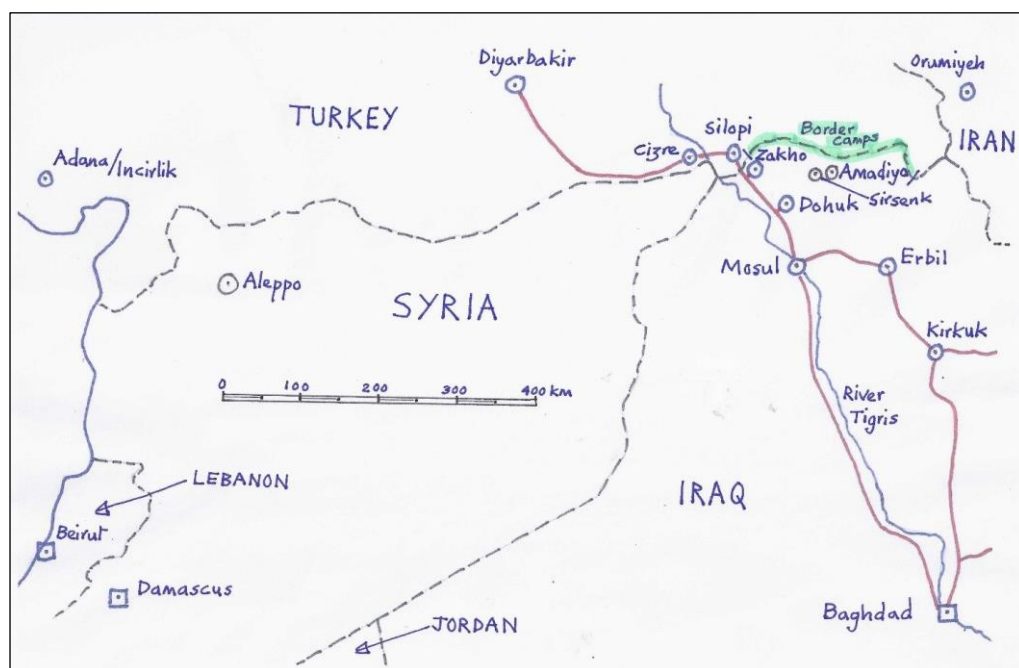 Diyarbakir
Orumiyeh
TURKEY
Silopi
Border
Camps
IRAN
Cizre
Zakho
Adana/
Incirlik
Amadiya
Sirsenk
Dohuk
Mosul
Erbil
Aleppo
SYRIA
Kirkuk
0 100 200 300 400 km
River
Tigris
LEBANON
IRAQ
Beirut
Damascus
Baghdad
JORDAN